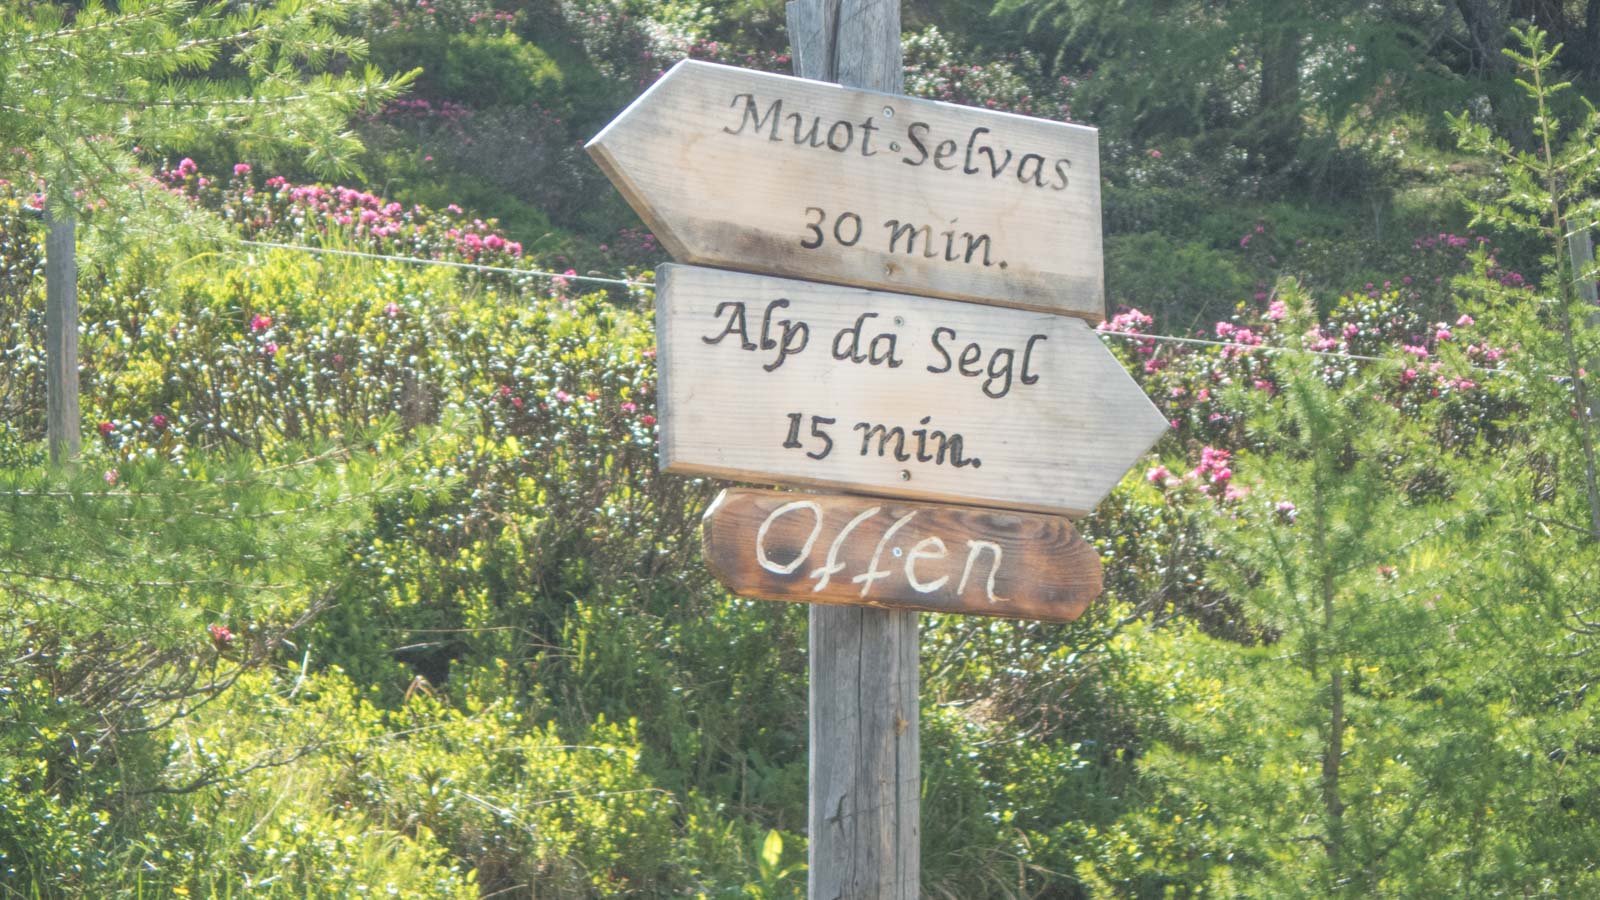 Muot Selvas
30 min.
Alp da Segl
15 min.
Offen